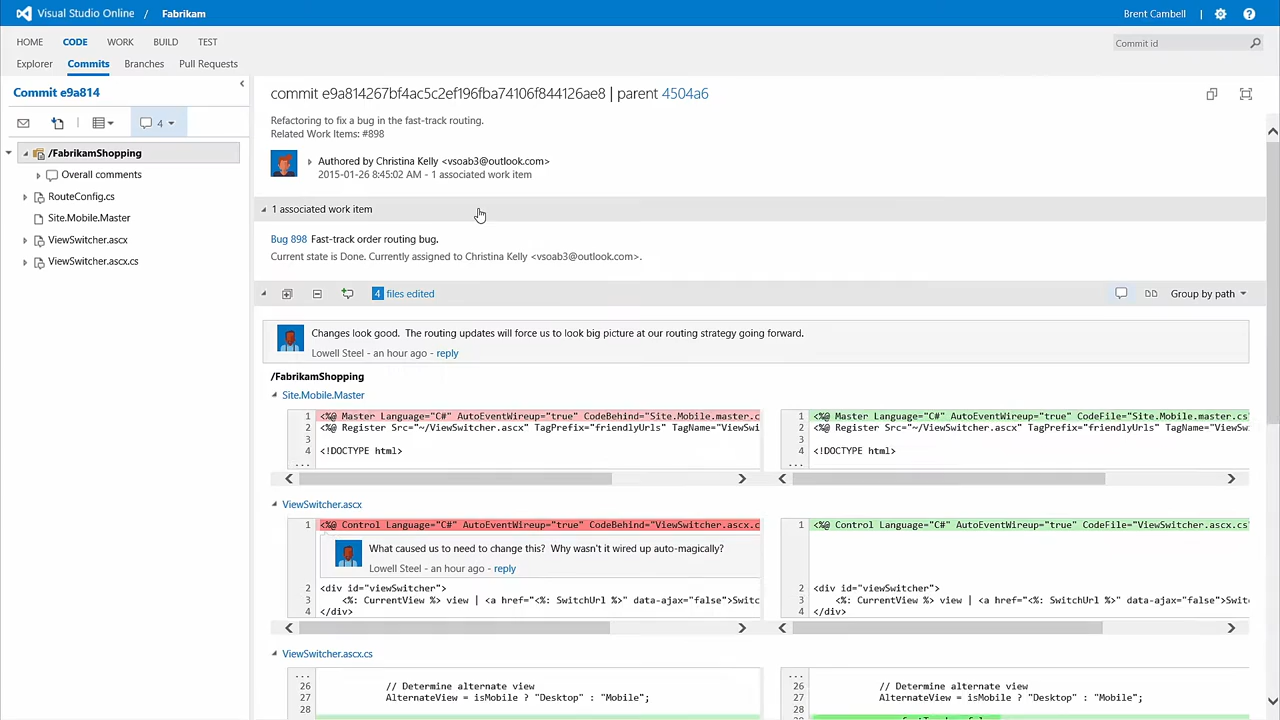 Visual Studio Online / Fabrikam
Brent Cambell |
HOME CODE WORK BUILD TEST
Commit id
Explorer Commits Branches Pull Requests
Commit e9a814
4
/FabrikamShopping
Overall comments
RouteConfig.cs
Site.Mobile.Master
ViewSwitcher.ascx
ViewSwitcher.ascx.cs
commit e9a814267bf4ac5c2ef196fba74106f844126ae8 | parent 4504a6
Refactoring to fix a bug in the fast-track routing.
Related Work Items: #898
Authored by Christina Kelly <vsoab3@outlook.com>
2015-01-26 8:45:02 AM - 1 associated work item
1 associated work item
Bug 898 Fast-track order routing bug.
Current state is Done. Currently assigned to Christina Kelly <vsoab3@outlook.com>.
4 files edited
Group by path
Changes look good. The routing updates will force us to look big picture at our routing strategy going forward.
Lowell Steel - an hour ago - reply
/FabrikamShopping
Site.Mobile.Master
1 <%@ Master Language="C#" AutoEventWireup="true" CodeBehind="Site.Mobile.master.c
2 <%@ Register Src="~/ViewSwitcher.ascx" TagPrefix="friendlyUrls" TagName="ViewSwi
3
4 <!DOCTYPE html>
...
1 <%@ Master Language="C#" AutoEventWireup="true" CodeFile="Site.Mobile.master.cs"
2 <%@ Register Src="~/ViewSwitcher.ascx" TagPrefix="friendlyUrls" TagName="ViewSw
3
4 <!DOCTYPE html>
...
ViewSwitcher.ascx
1 <%@ Control Language="C#" AutoEventWireup="true" CodeBehind="ViewSwitcher.ascx.c
What caused us to need to change this? Why wasn't it wired up auto-magically?
Lowell Steel - an hour ago - reply
2 <div id="viewSwitcher">
3 <%: CurrentView %> view | <a href="<%: SwitchUrl %>" data-ajax="false">Switc
4 </div>
1 <%@ Control Language="C#" AutoEventWireup="true" CodeFile="ViewSwitcher.ascx.cs"
2 <div id="viewSwitcher">
3 <%: CurrentView %> view | <a href="<%: SwitchUrl %>" data-ajax="false">Switc
4 </div>
ViewSwitcher.ascx.cs
...
26 // Determine alternate view
27 AlternateView = isMobile ? "Desktop" : "Mobile";
28
...
26 // Determine alternate view
27 AlternateView = isMobile ? "Desktop" : "Mobile";
28